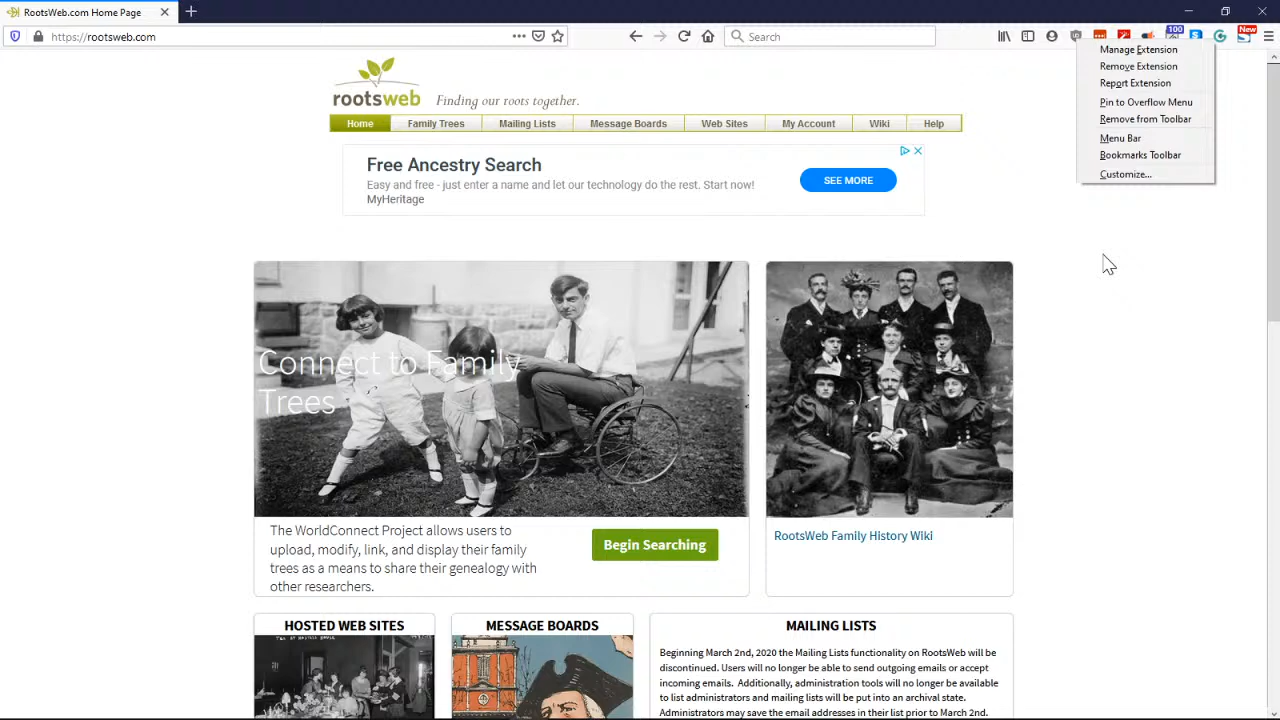 RootsWeb.com Home Page
https://rootsweb.com
Search
100
New
Manage Extension
Remove Extension
Report Extension
Pin to Overflow Menu
Remove from Toolbar
Menu Bar
Bookmarks Toolbar
Customize...
rootsweb
Finding our roots together.
Home
Family Trees
Mailing Lists
Message Boards
Web Sites
My Account
Wiki
Help
Free Ancestry Search
Easy and free - just enter a name and let our technology do the rest. Start now!
MyHeritage
SEE MORE
Connect to Family
Trees
The WorldConnect Project allows users to
upload, modify, link, and display their family
trees as a means to share their genealogy with
other researchers.
Begin Searching
RootsWeb Family History Wiki
HOSTED WEB SITES
MESSAGE BOARDS
MAILING LISTS
Beginning March 2nd, 2020 the Mailing Lists functionality on RootsWeb will be
discontinued. Users will no longer be able to send outgoing emails or accept
incoming emails. Additionally, administration tools will no longer be available
to list administrators and mailing lists will be put into an archival state.
Administrators may save the email addresses in their list prior to March 2nd.